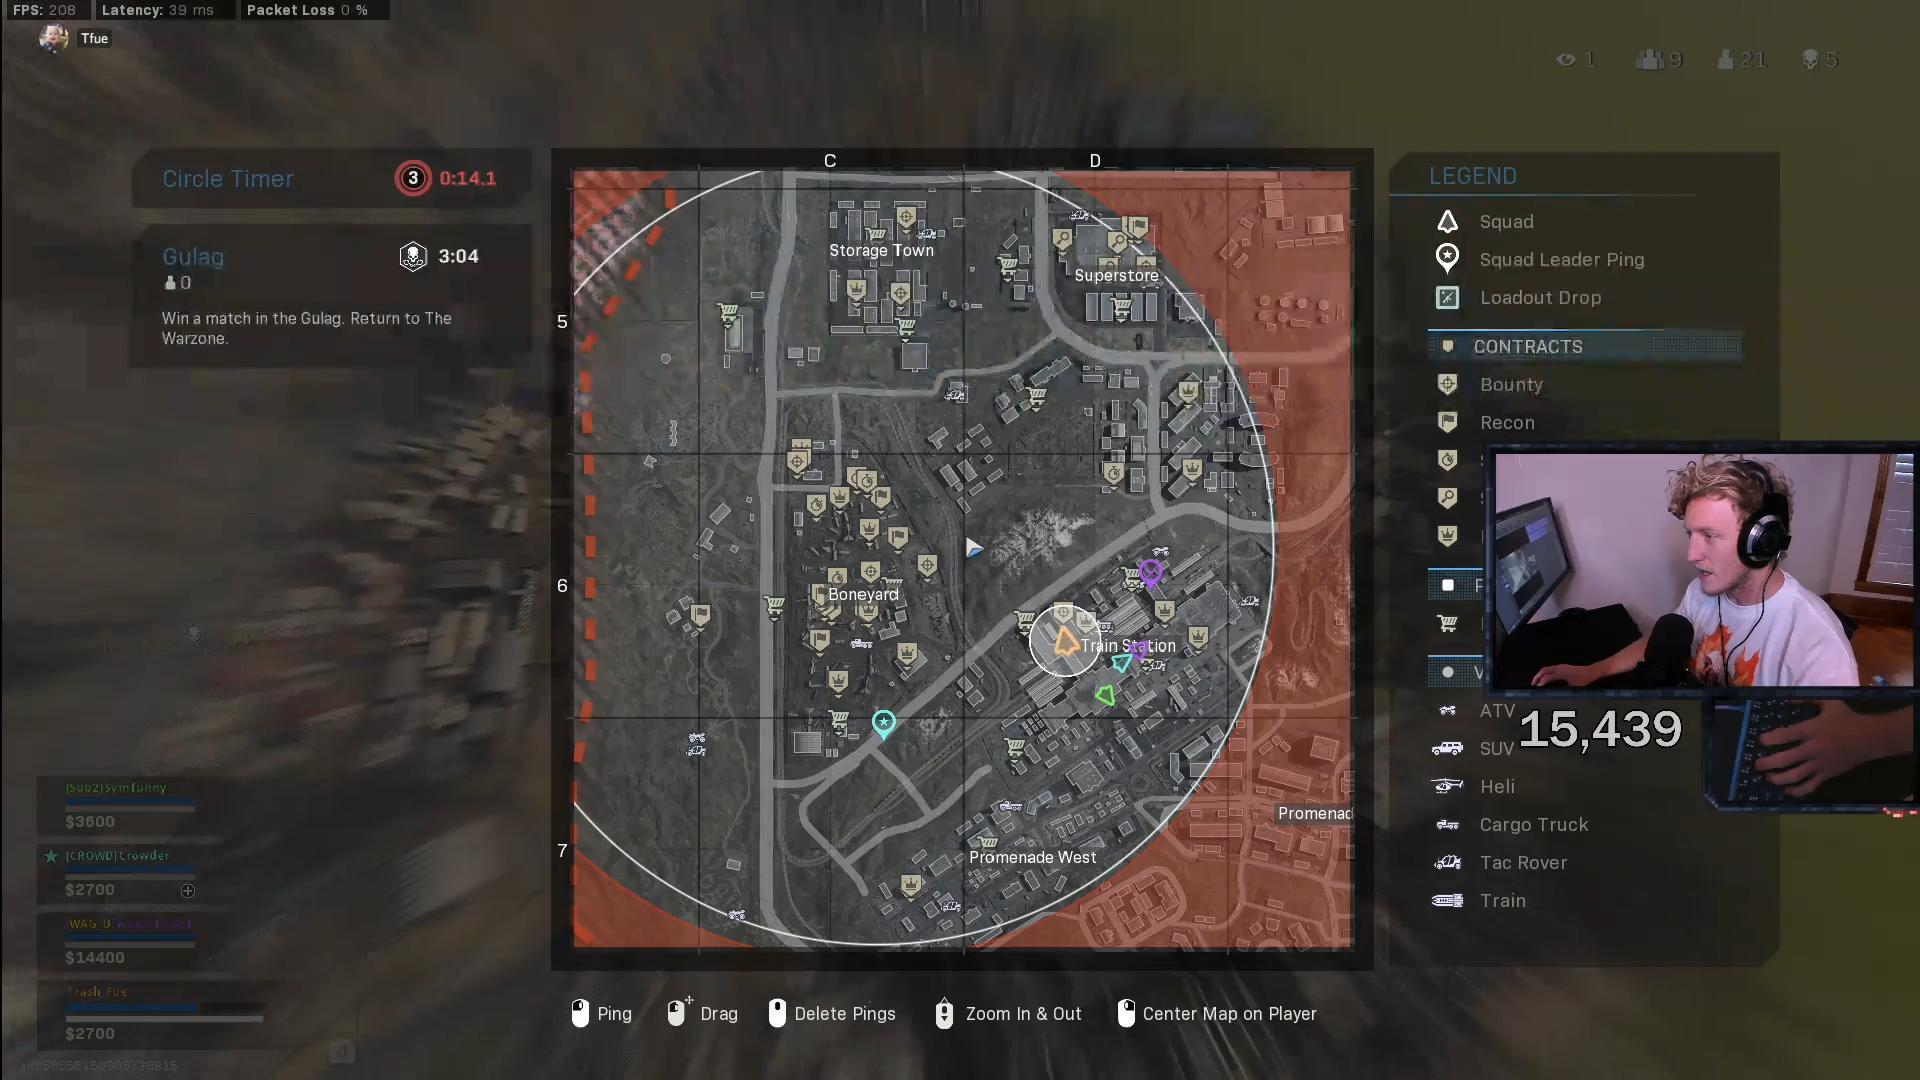 FPS: 208 Latency: 39 ms Packet Loss 0 %
Tfue
1 9 21 5
Circle Timer 3 0:14.1
Gulag 3:04
0
Win a match in the Gulag. Return to The
Warzone.
C D
5
6
7
Storage Town
Superstore
Boneyard
Train Station
Promenad
Promenade West
LEGEND
Squad
Squad Leader Ping
Loadout Drop
CONTRACTS
Bounty
Recon
ATV
SUV
Heli
Cargo Truck
Tac Rover
Train
15,439
[Sub2]Symfuhny
$3600
[CROWD]Crowder
$2700
$14400
Trash_Fue
$2700
Ping Drag Delete Pings Zoom In & Out Center Map on Player